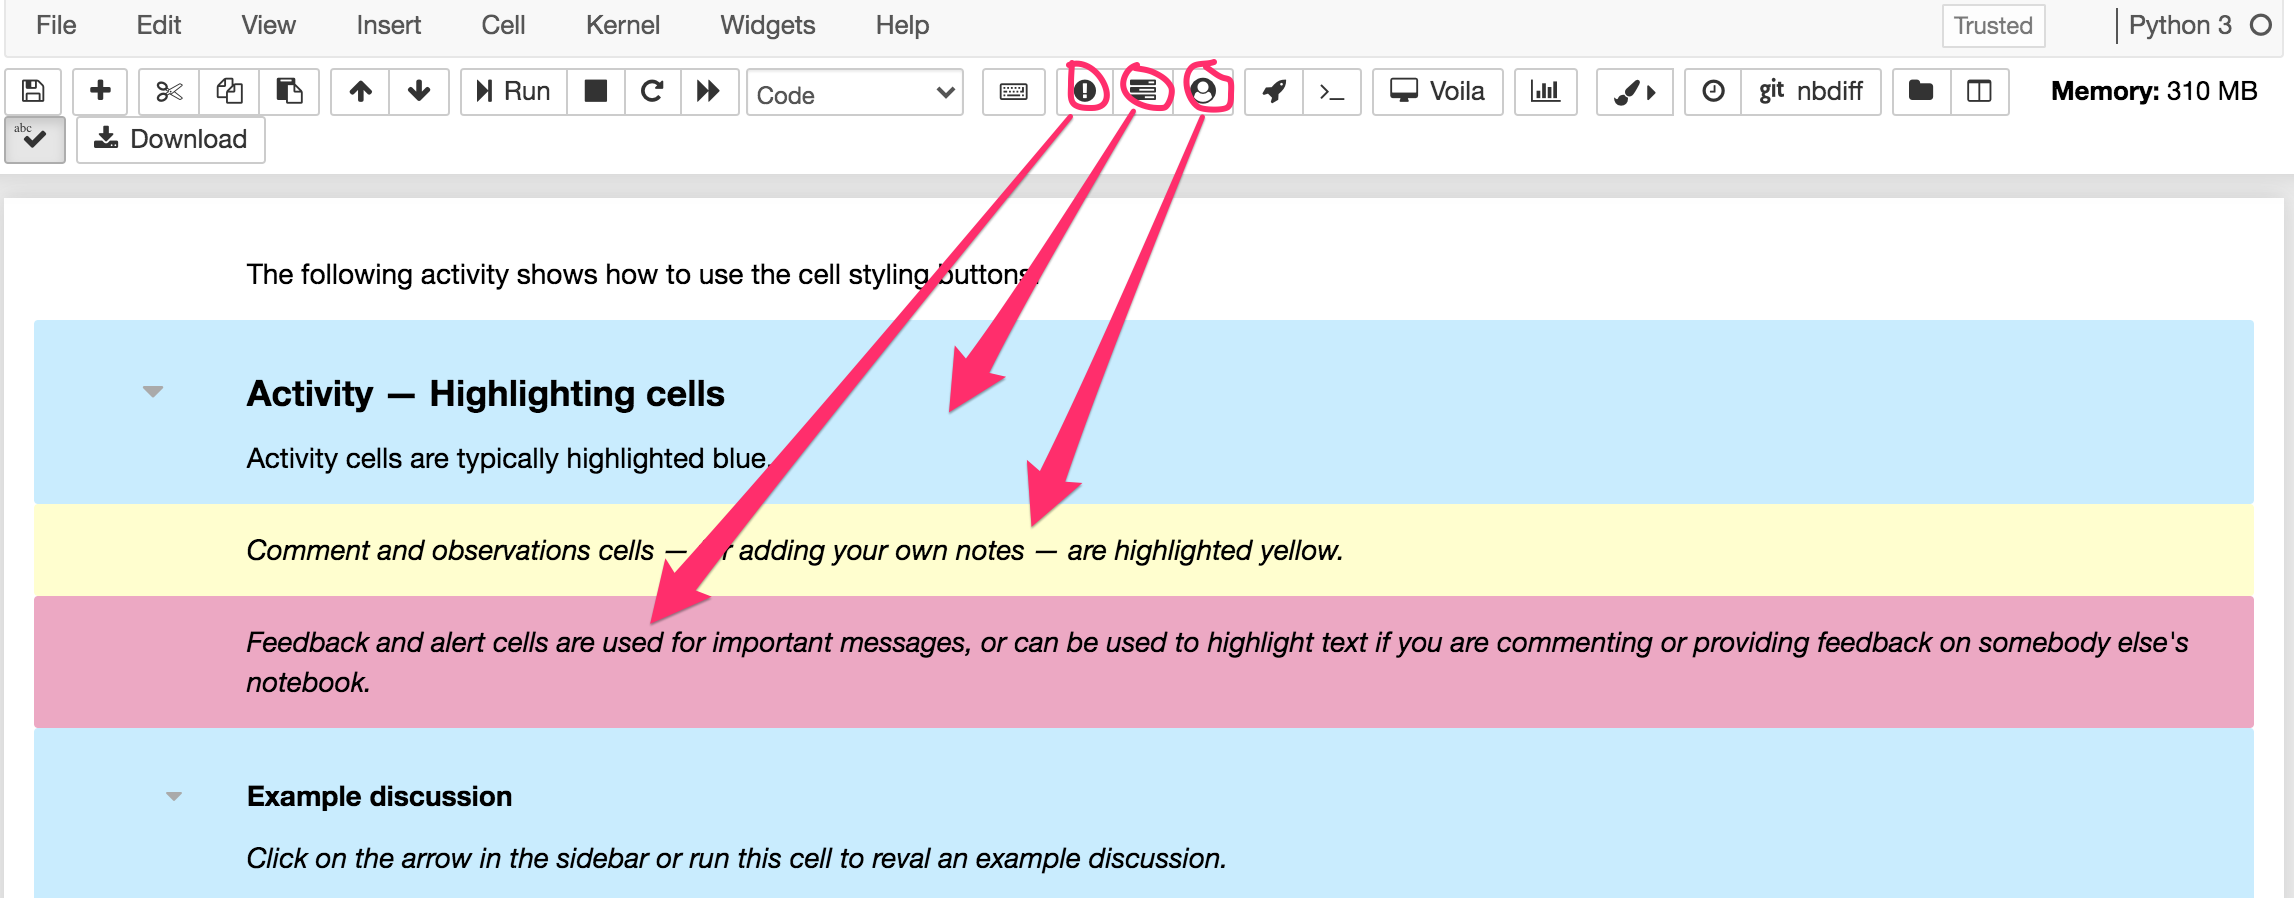 File Edit View Insert Cell Kernel Widgets Help Trusted Python 3
Run Code Voila git nbdiff Memory: 310 MB
abc Download
The following activity shows how to use the cell styling buttons
Activity — Highlighting cells
Activity cells are typically highlighted blue.
Comment and observations cells — adding your own notes — are highlighted yellow.
Feedback and alert cells are used for important messages, or can be used to highlight text if you are commenting or providing feedback on somebody else's
notebook.
Example discussion
Click on the arrow in the sidebar or run this cell to reval an example discussion.